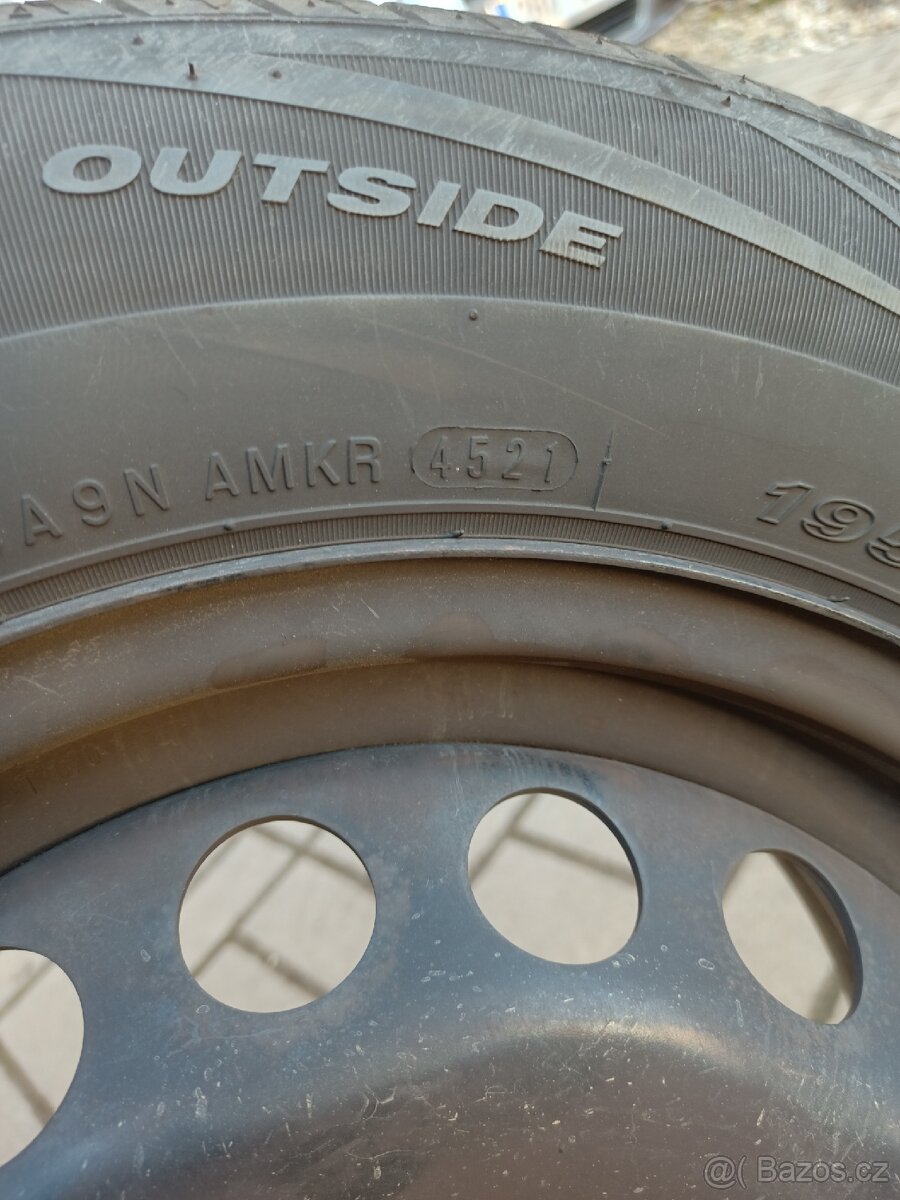 OUTSIDE
A9N AMKR 4521 195
@( Bazos.cz